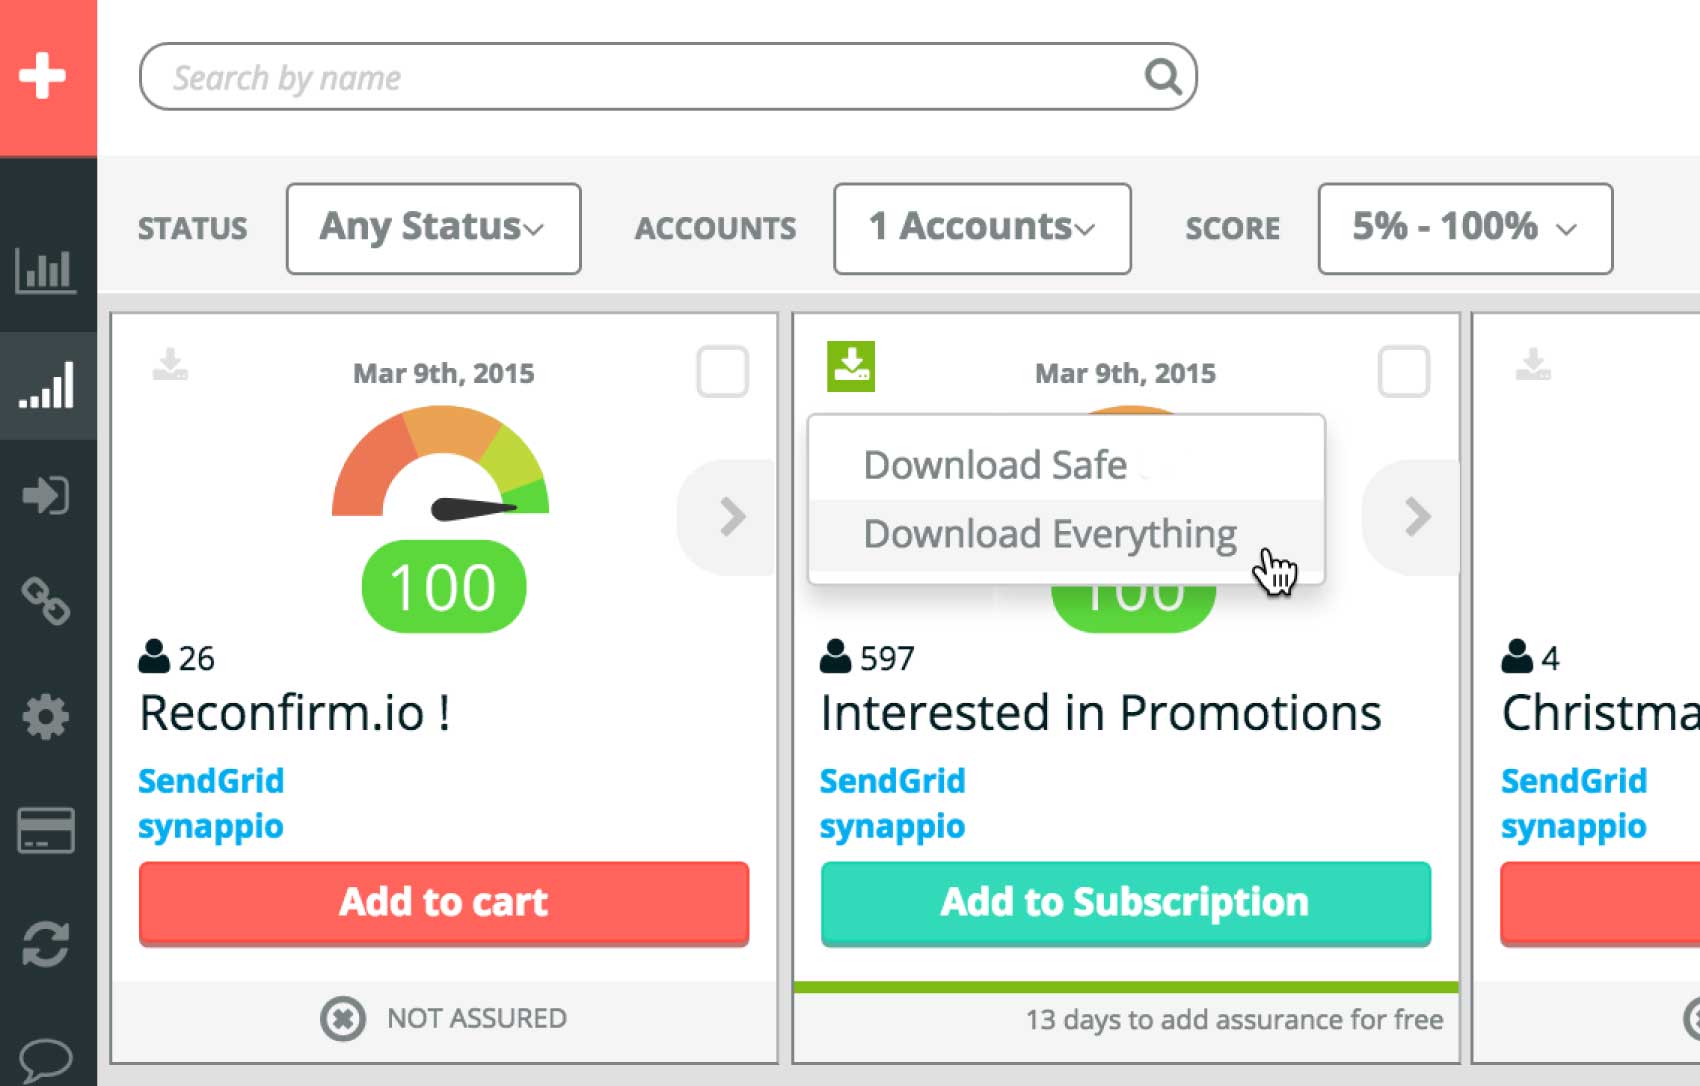 Search by name
STATUS
Any Status
ACCOUNTS
1 Accounts
SCORE
5% - 100%
Mar 9th, 2015
100
26
Reconfirm.io !
SendGrid
synappio
Add to cart
NOT ASSURED
Mar 9th, 2015
Download Safe
Download Everything
100
597
Interested in Promotions
SendGrid
synappio
Add to Subscription
13 days to add assurance for free
4
Christma
SendGrid
synappio